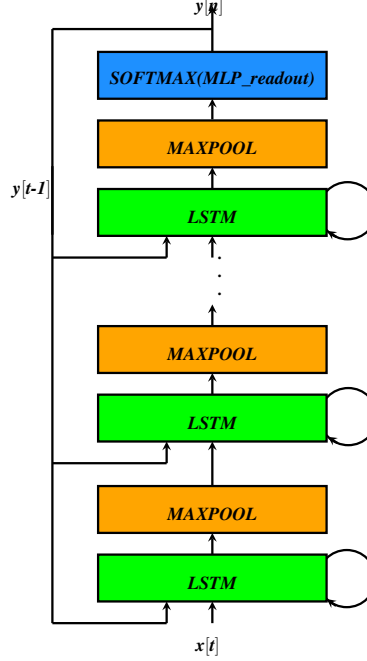 y[n]
SOFTMAX(MLP_readout)
MAXPOOL
y[t-1]
LSTM
.
.
.
MAXPOOL
LSTM
MAXPOOL
LSTM
x[t]